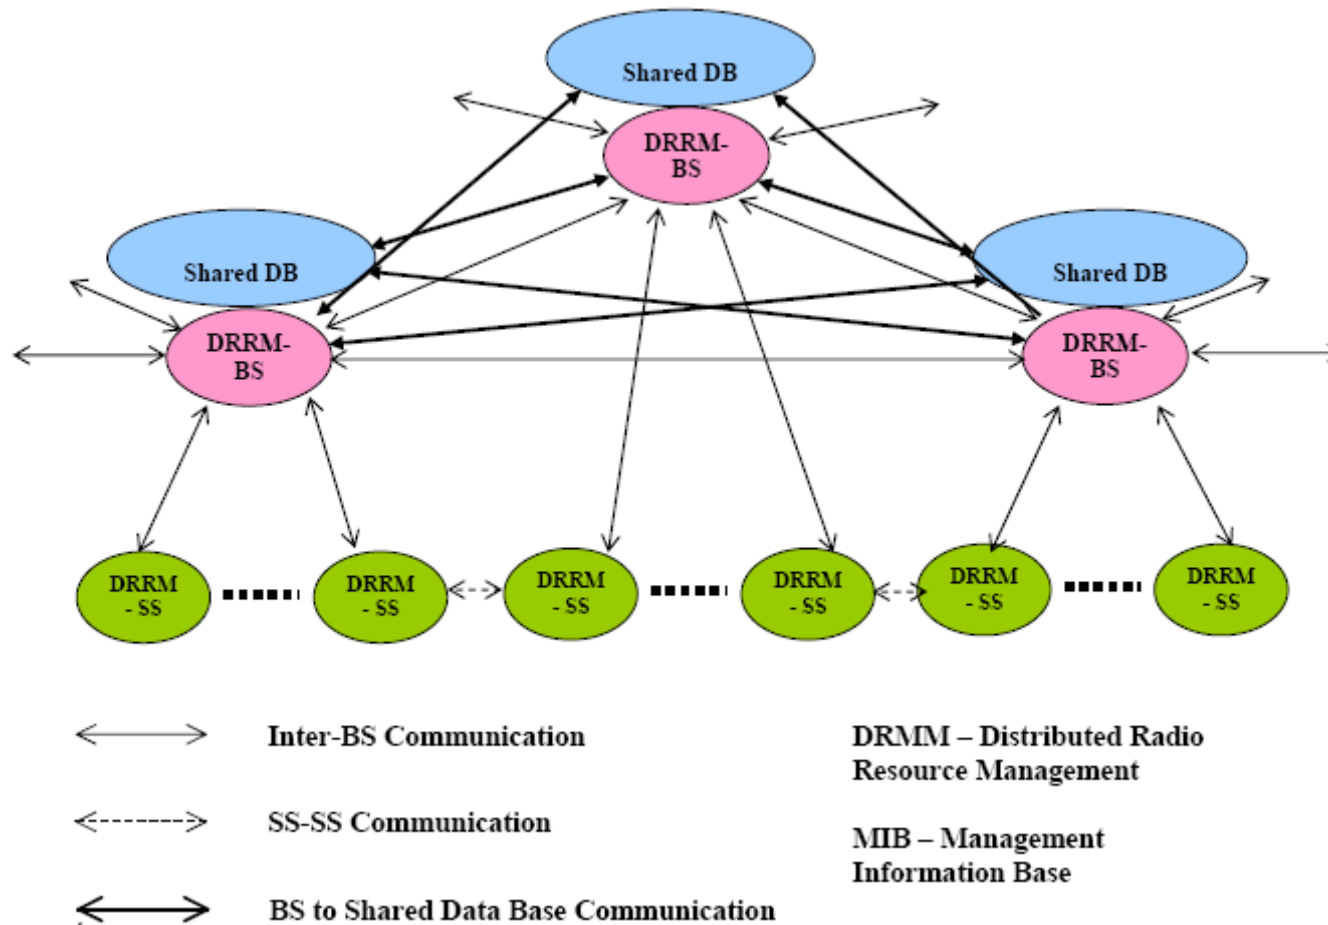 Shared DB
DRRM-
BS
Shared DB
Shared DB
DRRM-
BS
DRRM-
BS
DRRM
- SS
DRRM
- SS
DRRM
- SS
DRRM
- SS
DRRM
- SS
DRRM
- SS
Inter-BS Communication
SS-SS Communication
BS to Shared Data Base Communication
DRMM – Distributed Radio
Resource Management
MIB – Management
Information Base